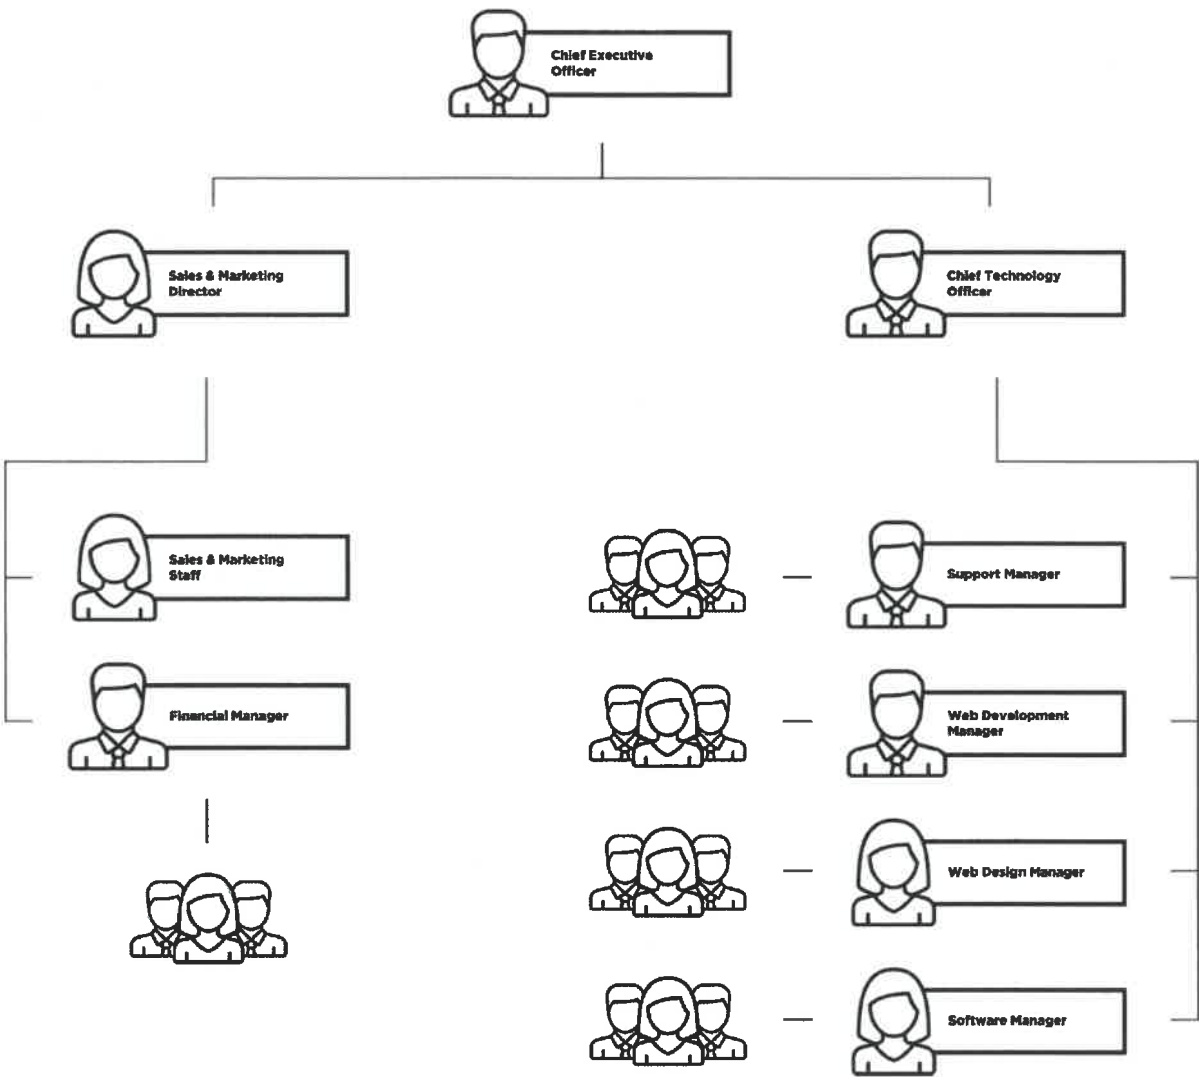 Chief Executive
Officer
Sales & Marketing
Director
Chief Technology
Officer
Sales & Marketing
Staff
Financial Manager
Support Manager
Web Development
Manager
Web Design Manager
Software Manager